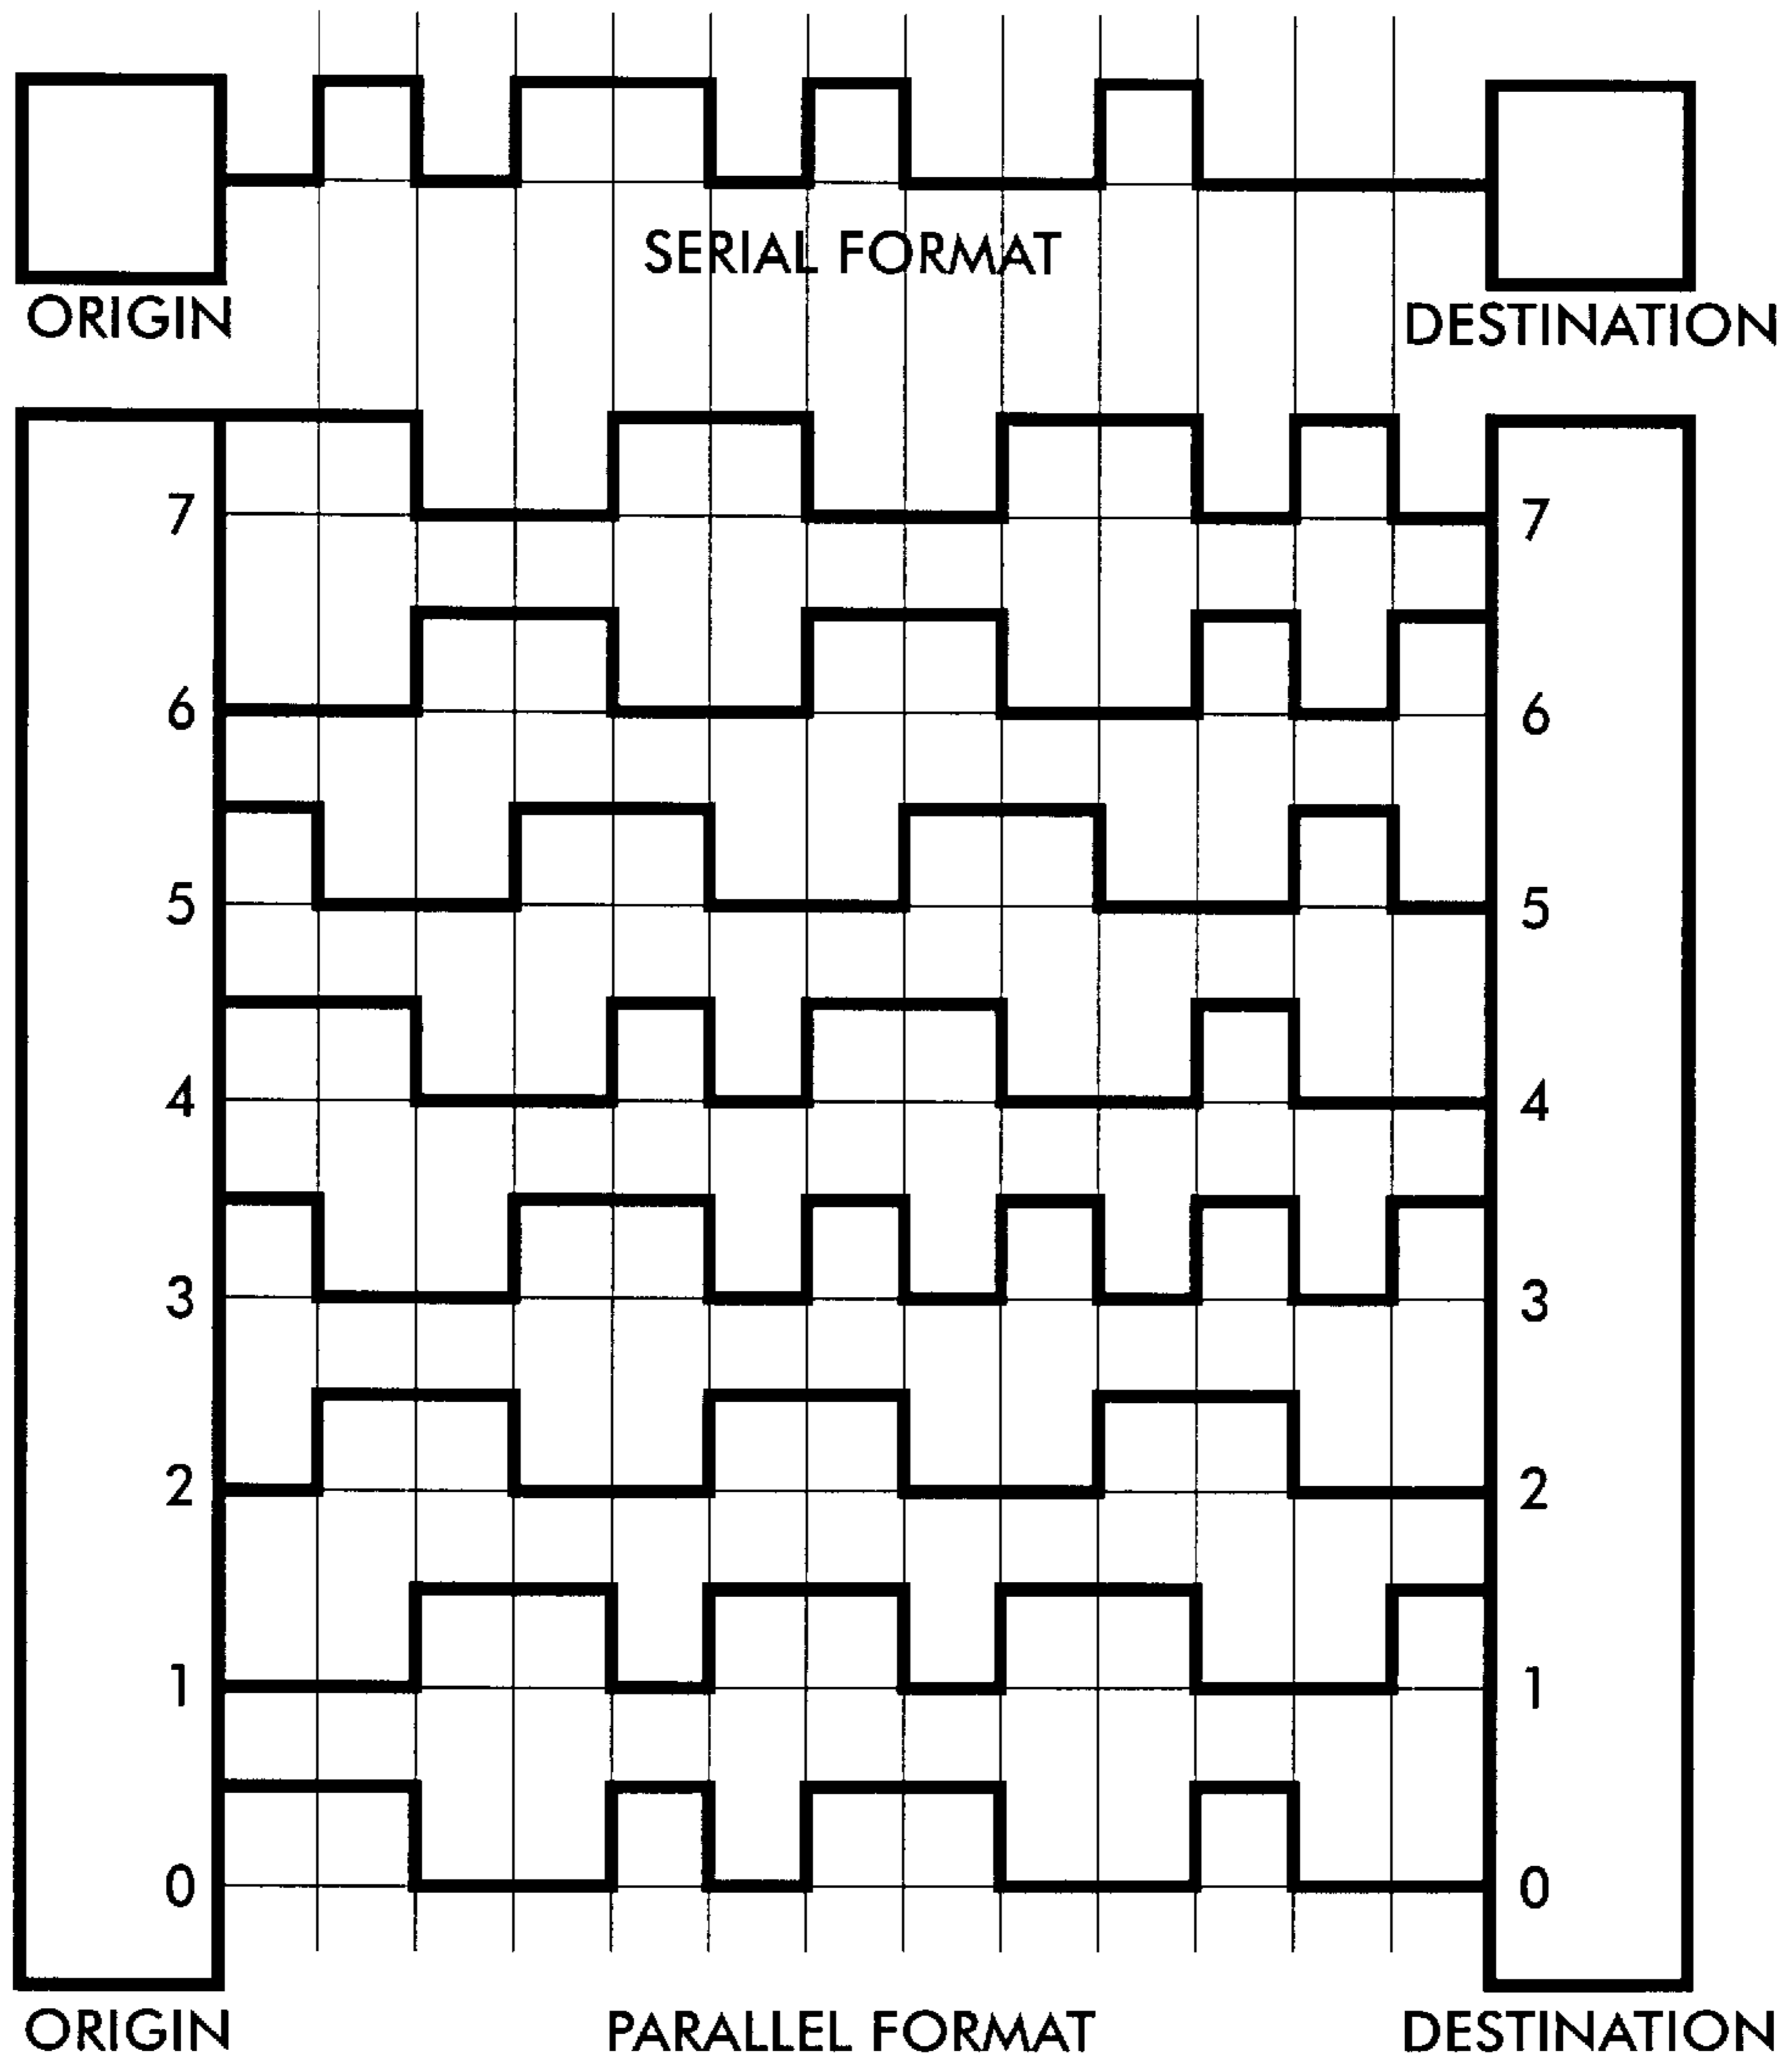 SERIAL FORMAT
ORIGIN
DESTINATION
7 7
6 6
5 5
4 4
3 3
2 2
1 1
0 0
ORIGIN PARALLEL FORMAT DESTINATION